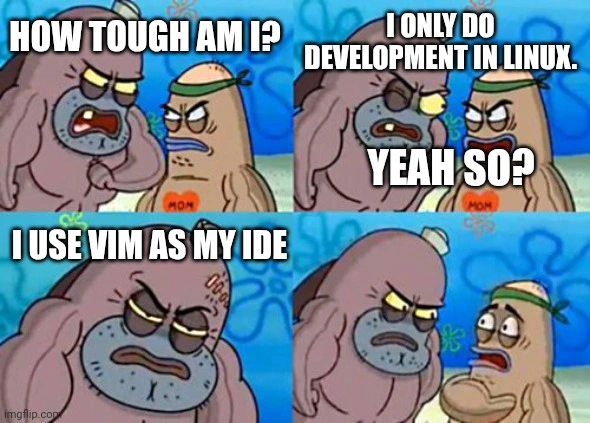 HOW TOUGH AM I?
I ONLY DO
DEVELOPMENT IN LINUX.
YEAH SO?
MOM
MOM
I USE VIM AS MY IDE
imgflip.com